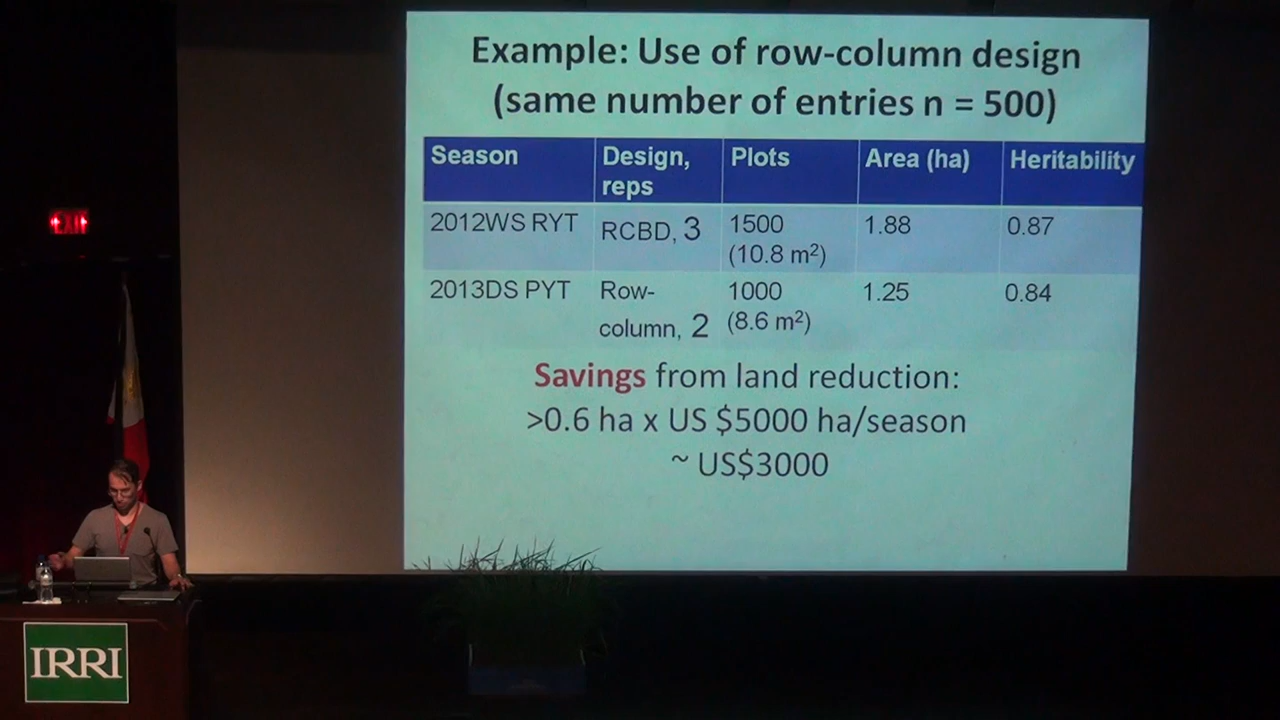 Example: Use of row-column design
(same number of entries n = 500)
Season Design, reps Plots Area (ha) Heritability
2012WS RYT RCBD, 3 1500 (10.8 m²) 1.88 0.87
2013DS PYT Row-column, 2 1000 (8.6 m²) 1.25 0.84
Savings from land reduction:
>0.6 ha x US $5000 ha/season
~ US$3000
EXIT
IRRI